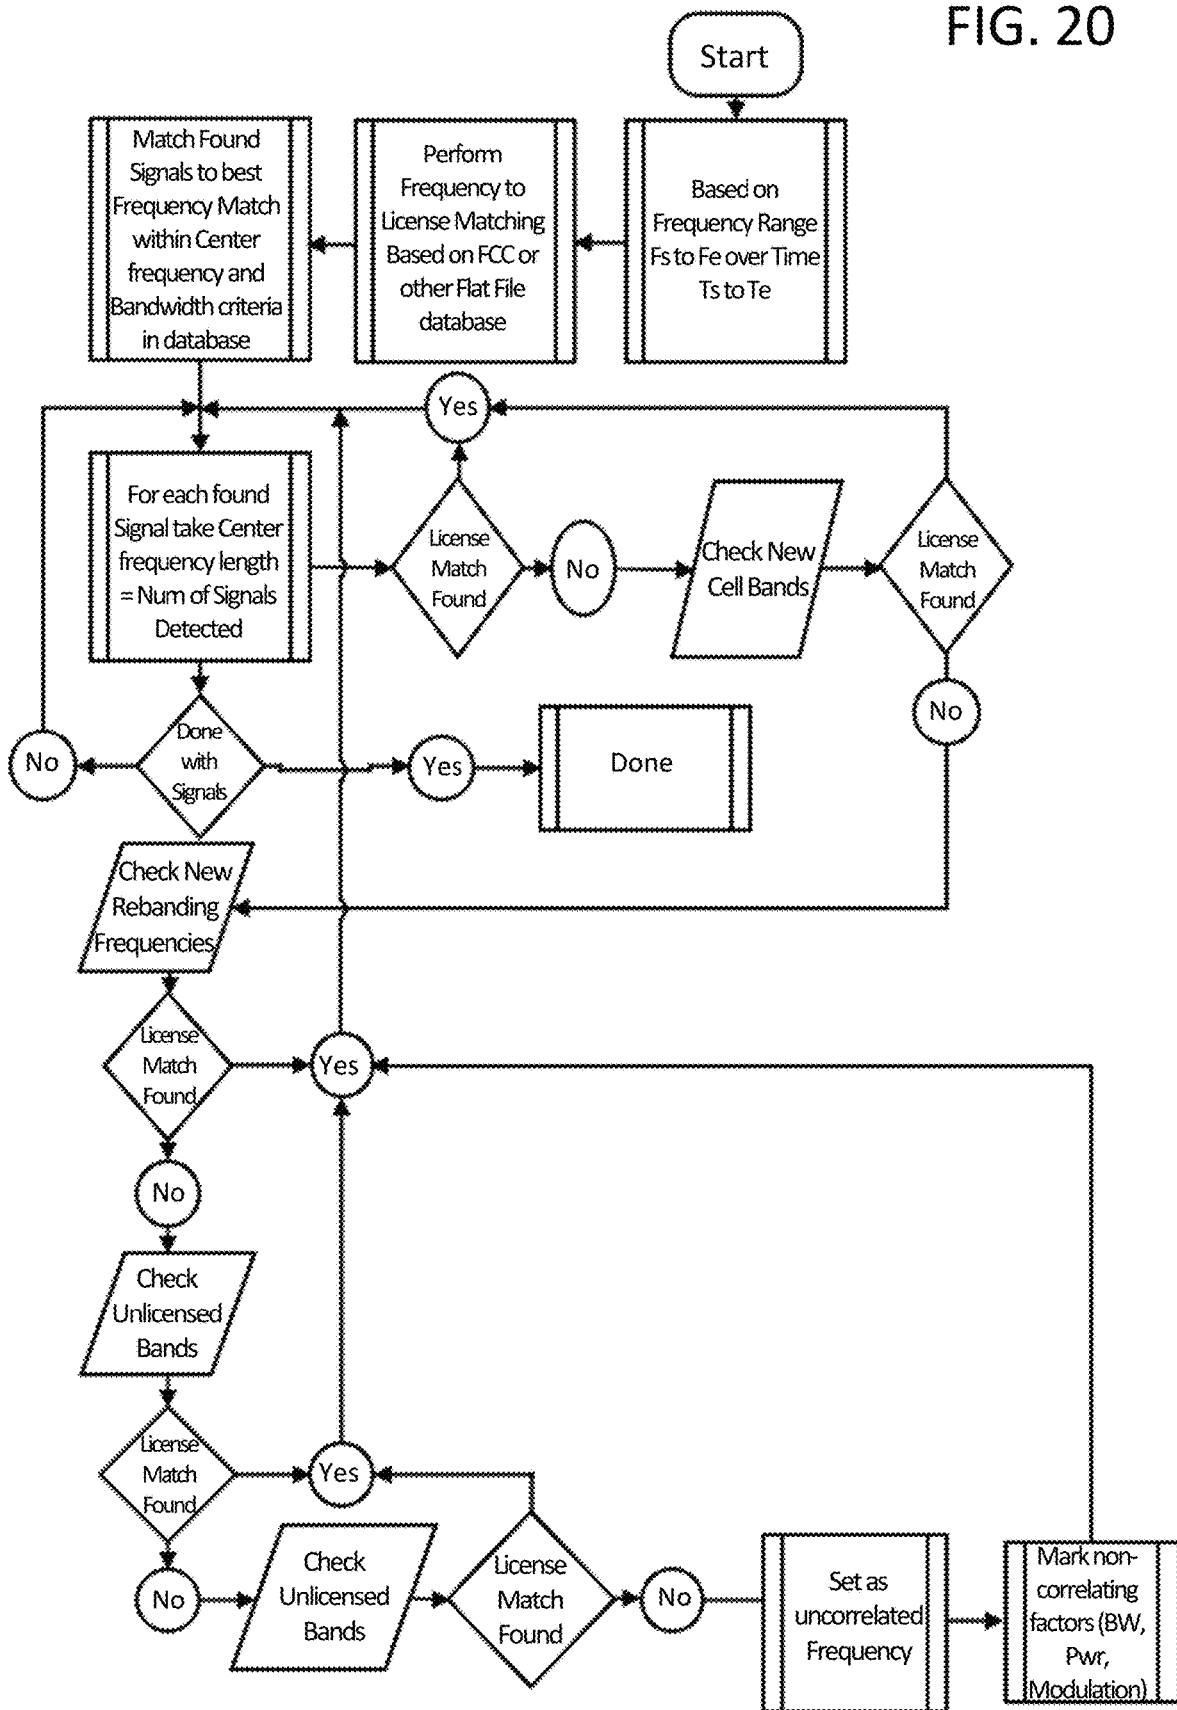 FIG. 20
Start
Match Found
Signals to best
Frequency Match
within Center
frequency and
Bandwidth criteria
in database
Perform
Frequency to
License Matching
Based on FCC or
other Flat File
database
Based on
Frequency Range
Fs to Fe over Time
Ts to Te
Yes
For each found
Signal take Center
frequency length
= Num of Signals
Detected
License
Match
Found
No
Check New
Cell Bands
License
Match
Found
No
Done
with
Signals
No
Yes
Done
Check New
Rebanding
Frequencies
License
Match
Found
Yes
No
Check
Unlicensed
Bands
License
Match
Found
Yes
No
Check
Unlicensed
Bands
License
Match
Found
No
Set as
uncorrelated
Frequency
Mark non-
correlating
factors (BW,
Pwr,
Modulation)